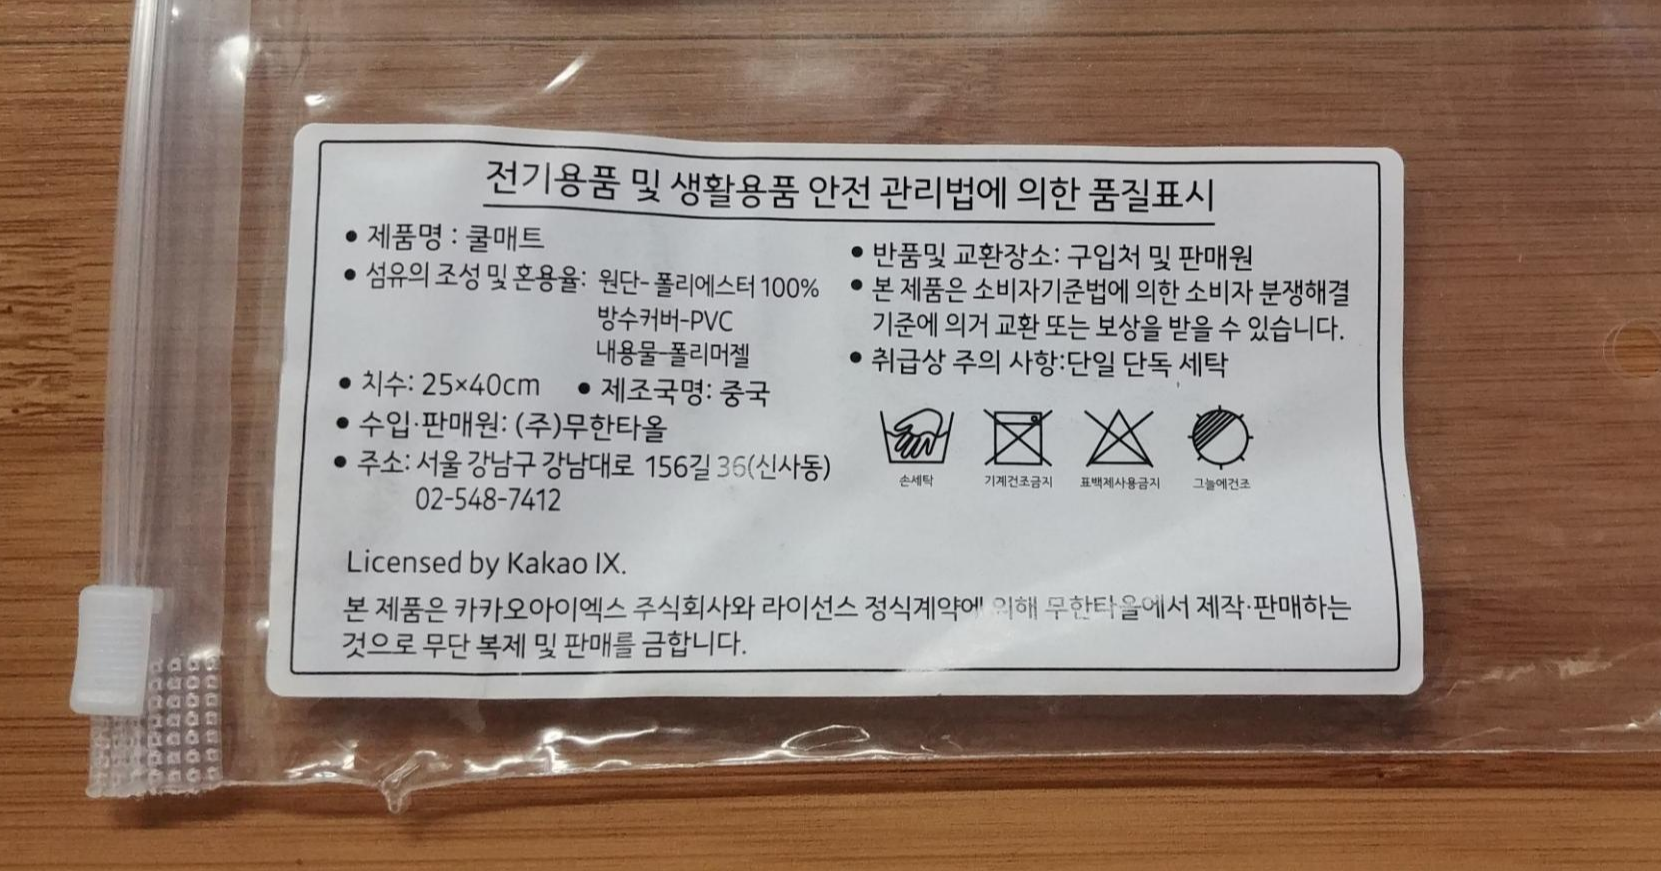 전기용품 및 생활용품 안전 관리법에 의한 품질표시
● 제품명 : 쿨매트
● 섬유의 조성 및 혼용율: 원단- 폴리에스터 100%
방수커버-PVC
내용물-폴리머젤
● 치수: 25×40cm ● 제조국명: 중국
● 수입·판매원: (주)무한타올
● 주소: 서울 강남구 강남대로 156길 36(신사동)
02-548-7412
● 반품및 교환장소: 구입처 및 판매원
● 본 제품은 소비자기준법에 의한 소비자 분쟁해결
기준에 의거 교환 또는 보상을 받을 수 있습니다.
● 취급상 주의 사항:단일 단독 세탁
손세탁 기계건조금지 표백제사용금지 그늘에건조
Licensed by Kakao IX.
본 제품은 카카오아이엑스 주식회사와 라이선스 정식계약에 의해 무한타올에서 제작·판매하는
것으로 무단 복제 및 판매를 금합니다.